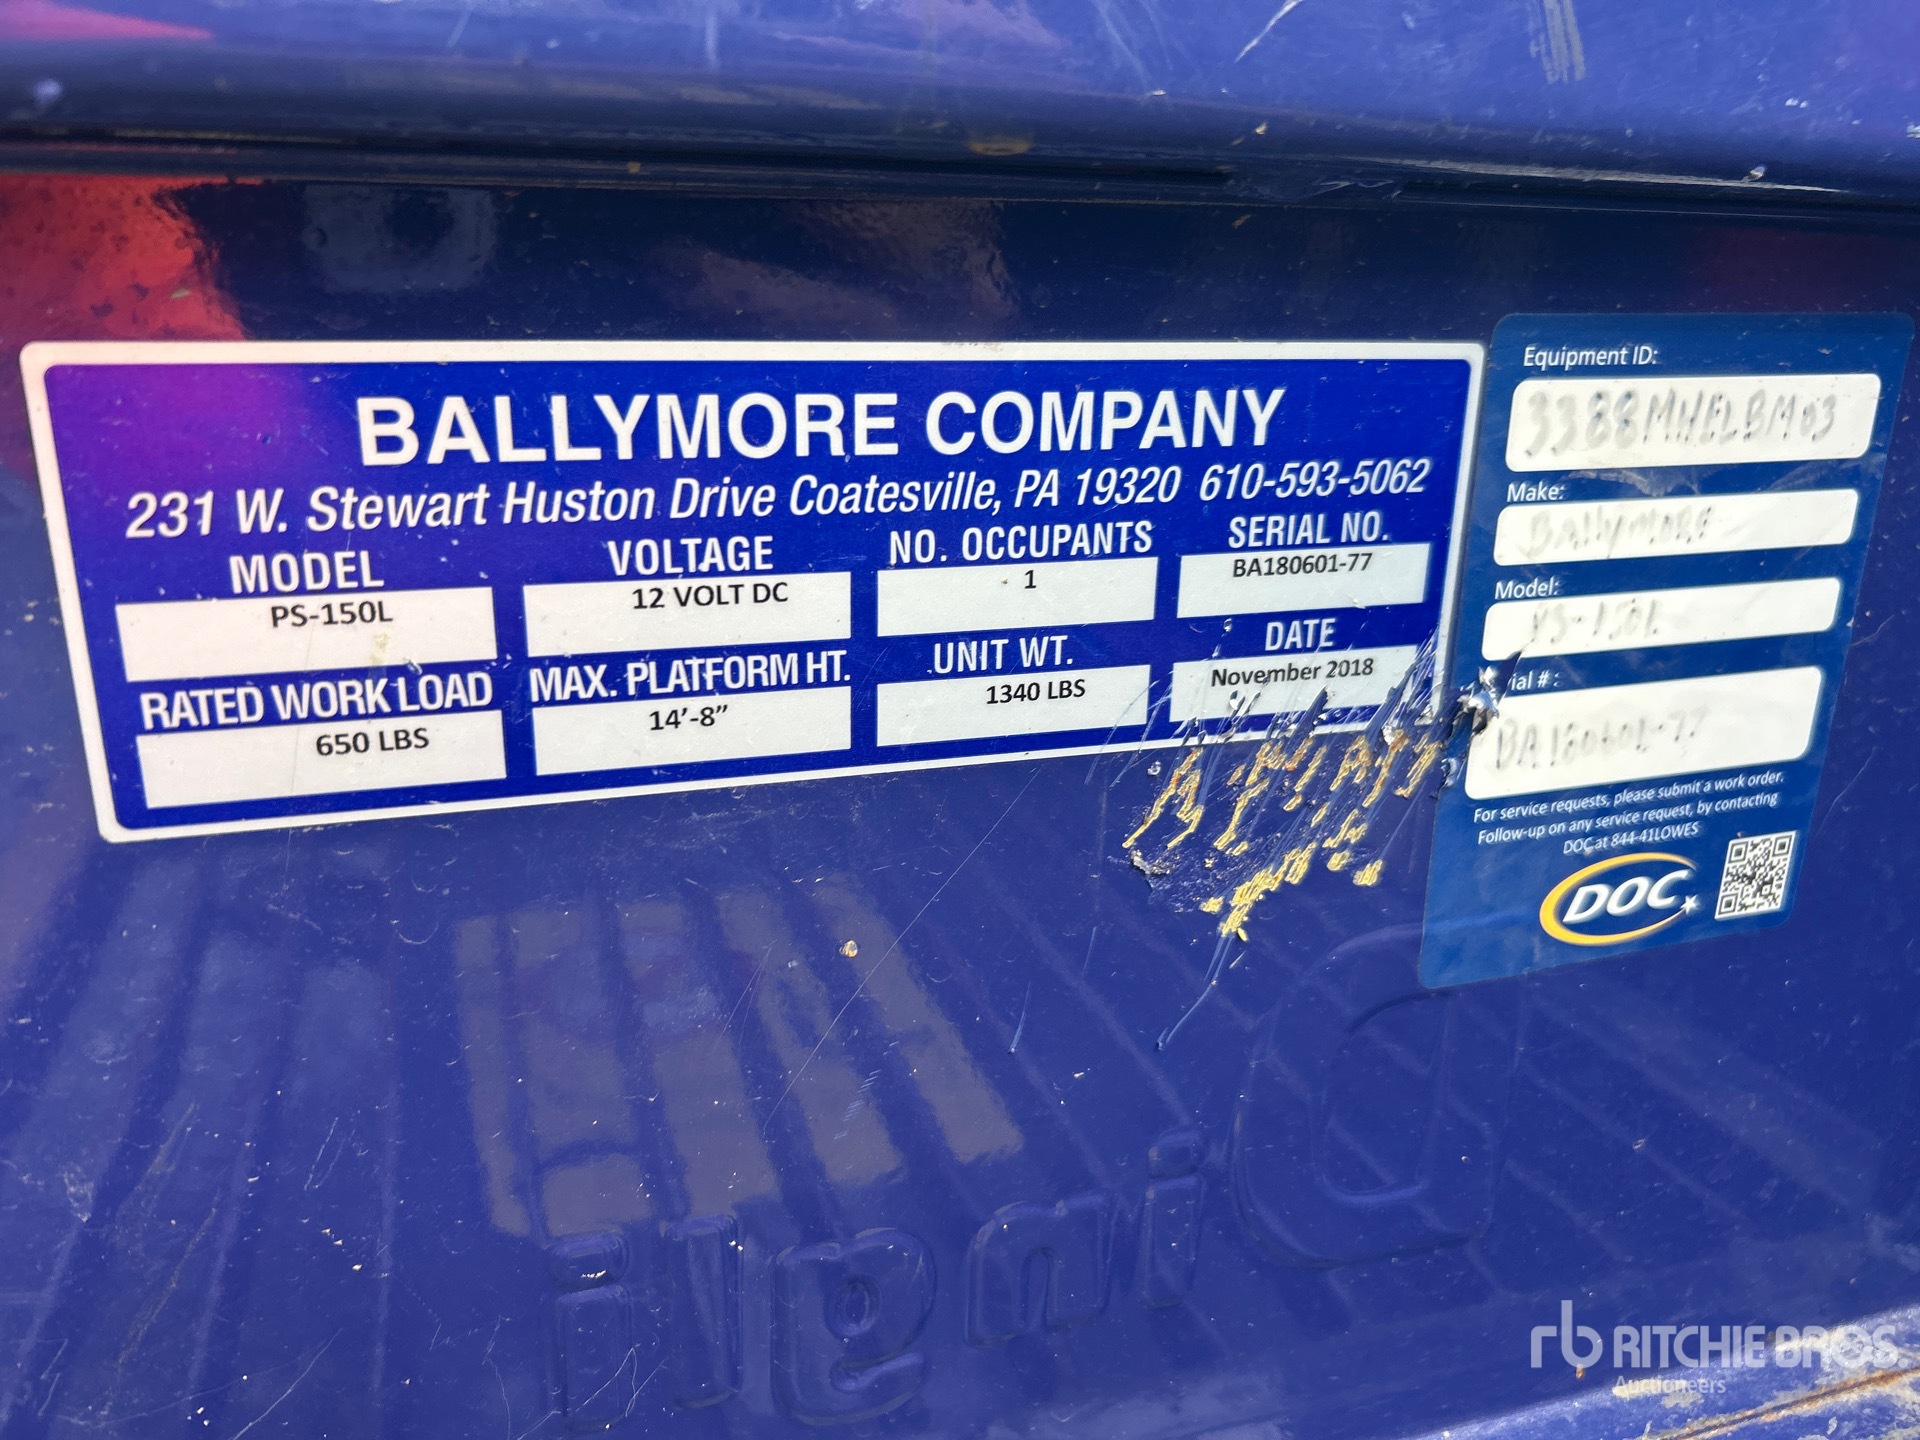 BALLYMORE COMPANY
231 W. Stewart Huston Drive Coatesville, PA 19320 610-593-5062
MODEL VOLTAGE NO. OCCUPANTS SERIAL NO.
PS-150L 12 VOLT DC 1 BA180601-77
RATED WORK LOAD MAX. PLATFORM HT. UNIT WT. DATE
650 LBS 14'-8" 1340 LBS November 2018
Equipment ID:
3388MHELBM03
Make:
Ballymore
Model:
PS-150L
ial # :
BA180601-77
For service requests, please submit a work order.
Follow-up on any service request, by contacting
DOC at 844-41LOWES
DOC
rb RITCHIE BROS.
Auctioneers